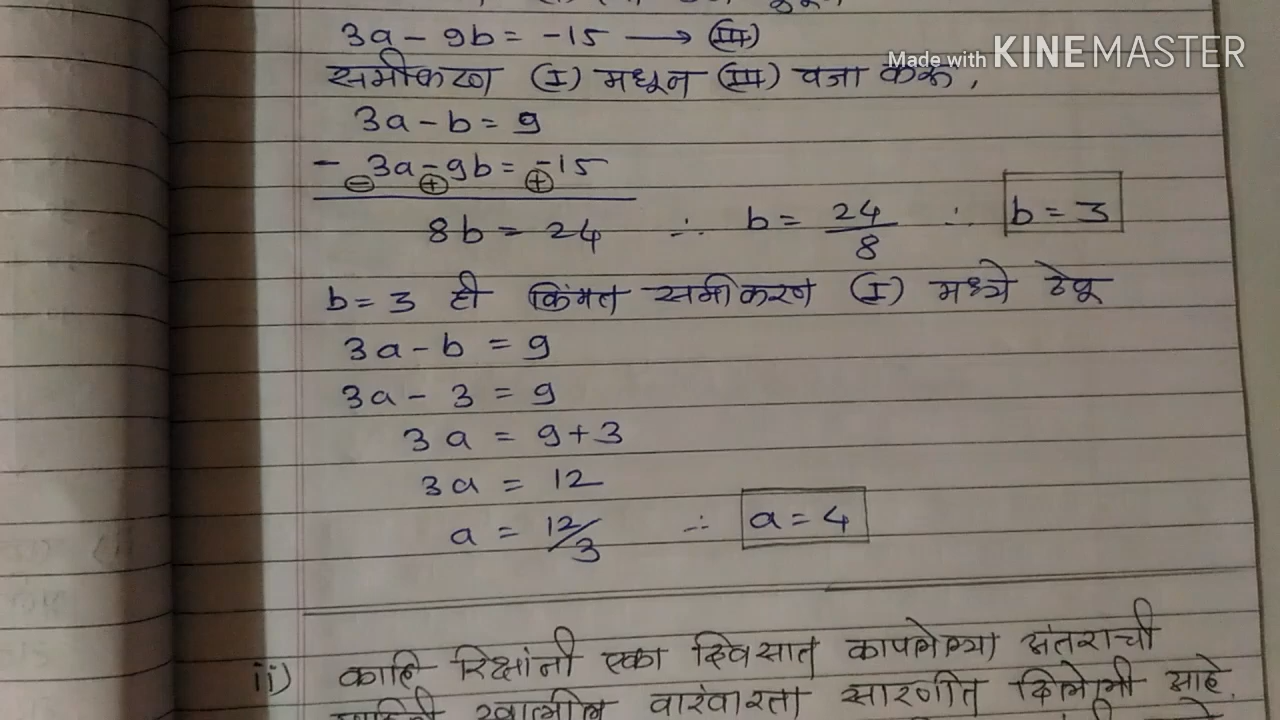 3a - 9b = -15 → (III)
Made with KINEMASTER
समीकरण (I) मधून (III) वजा करू,
3a - b = 9
- 3a - 9b = -15
⊖ ⊕ ⊕
8b = 24 ∴ b = 24/8 ∴ b = 3
b = 3 ही किंमत समीकरण (I) मध्ये ठेवू
3a - b = 9
3a - 3 = 9
3a = 9 + 3
3a = 12
a = 12/3 ∴ a = 4
ii) काहि रिक्षांनी एका दिवसात कापलेल्या अंतराची
माहिती खालील वारंवारता सारणीत दिलेली आहे.